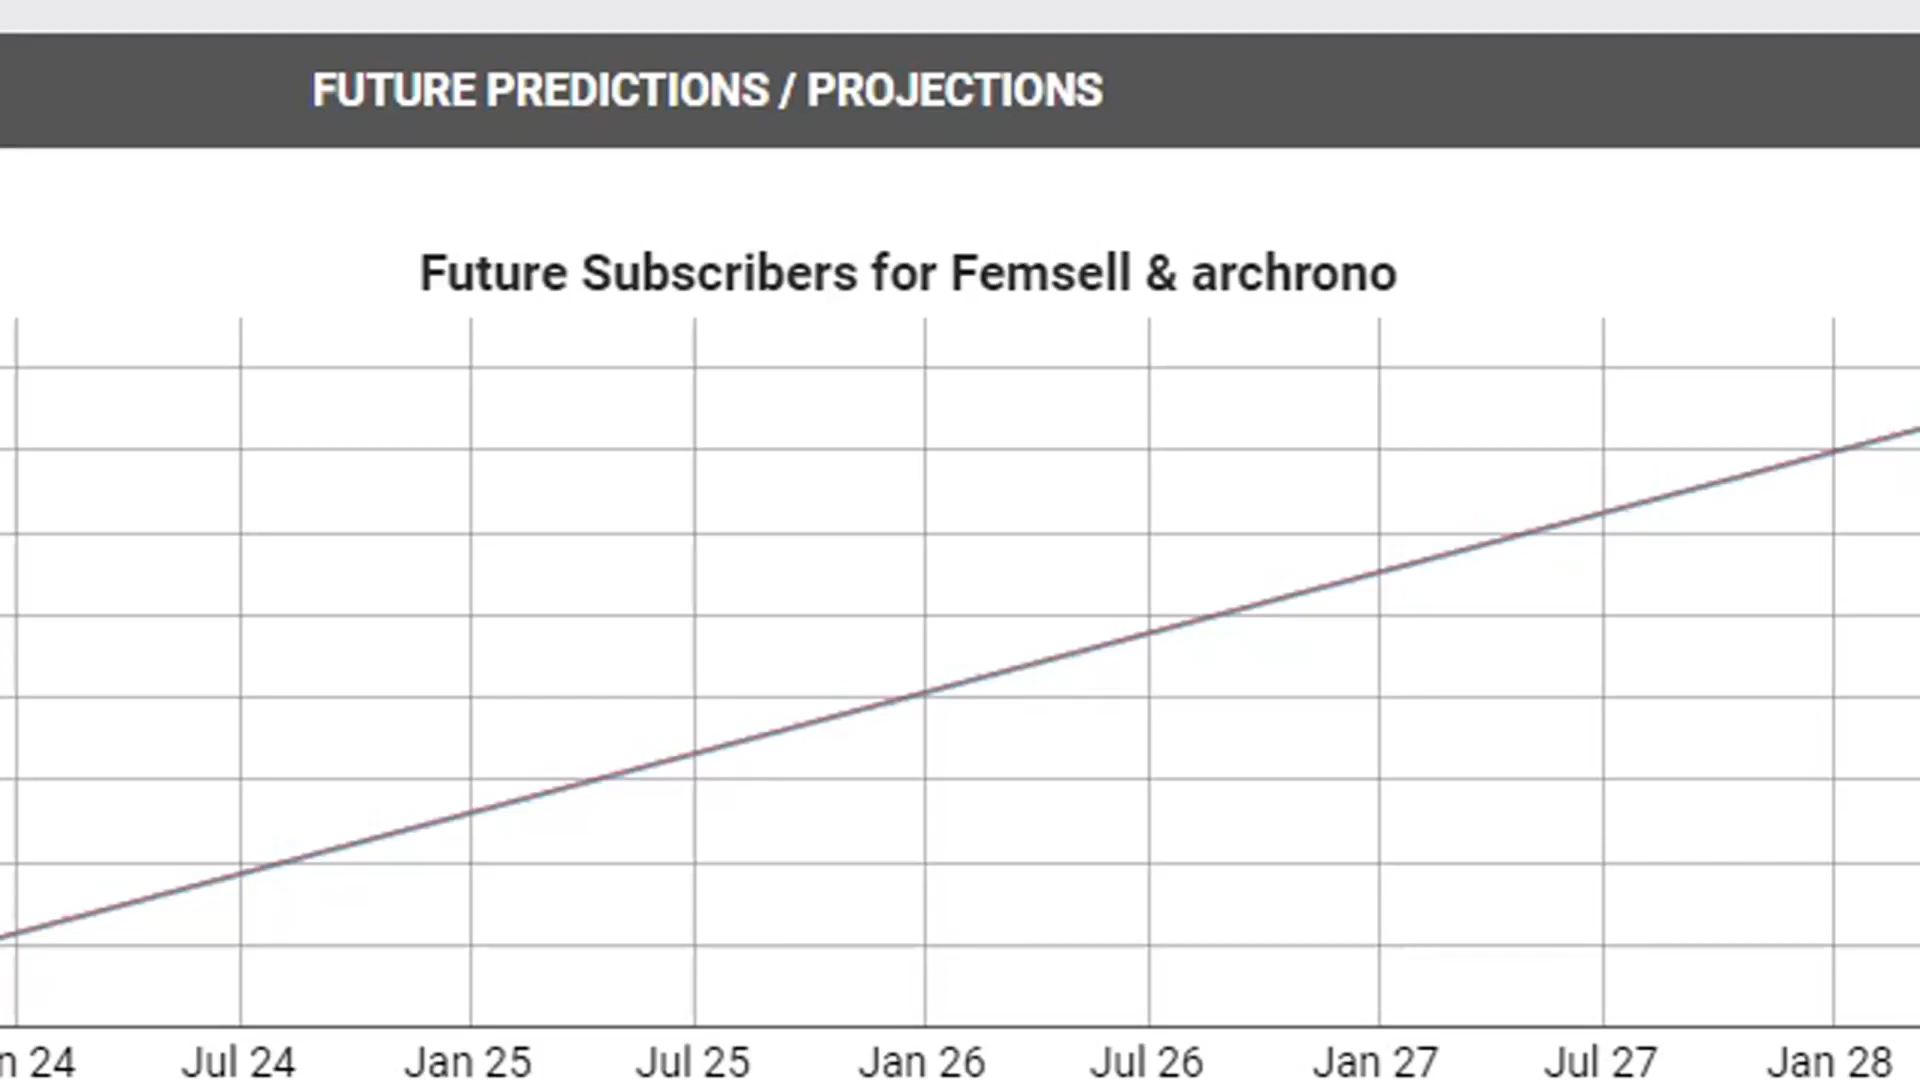 FUTURE PREDICTIONS / PROJECTIONS
Future Subscribers for Femsell & archrono
n 24 Jul 24 Jan 25 Jul 25 Jan 26 Jul 26 Jan 27 Jul 27 Jan 28